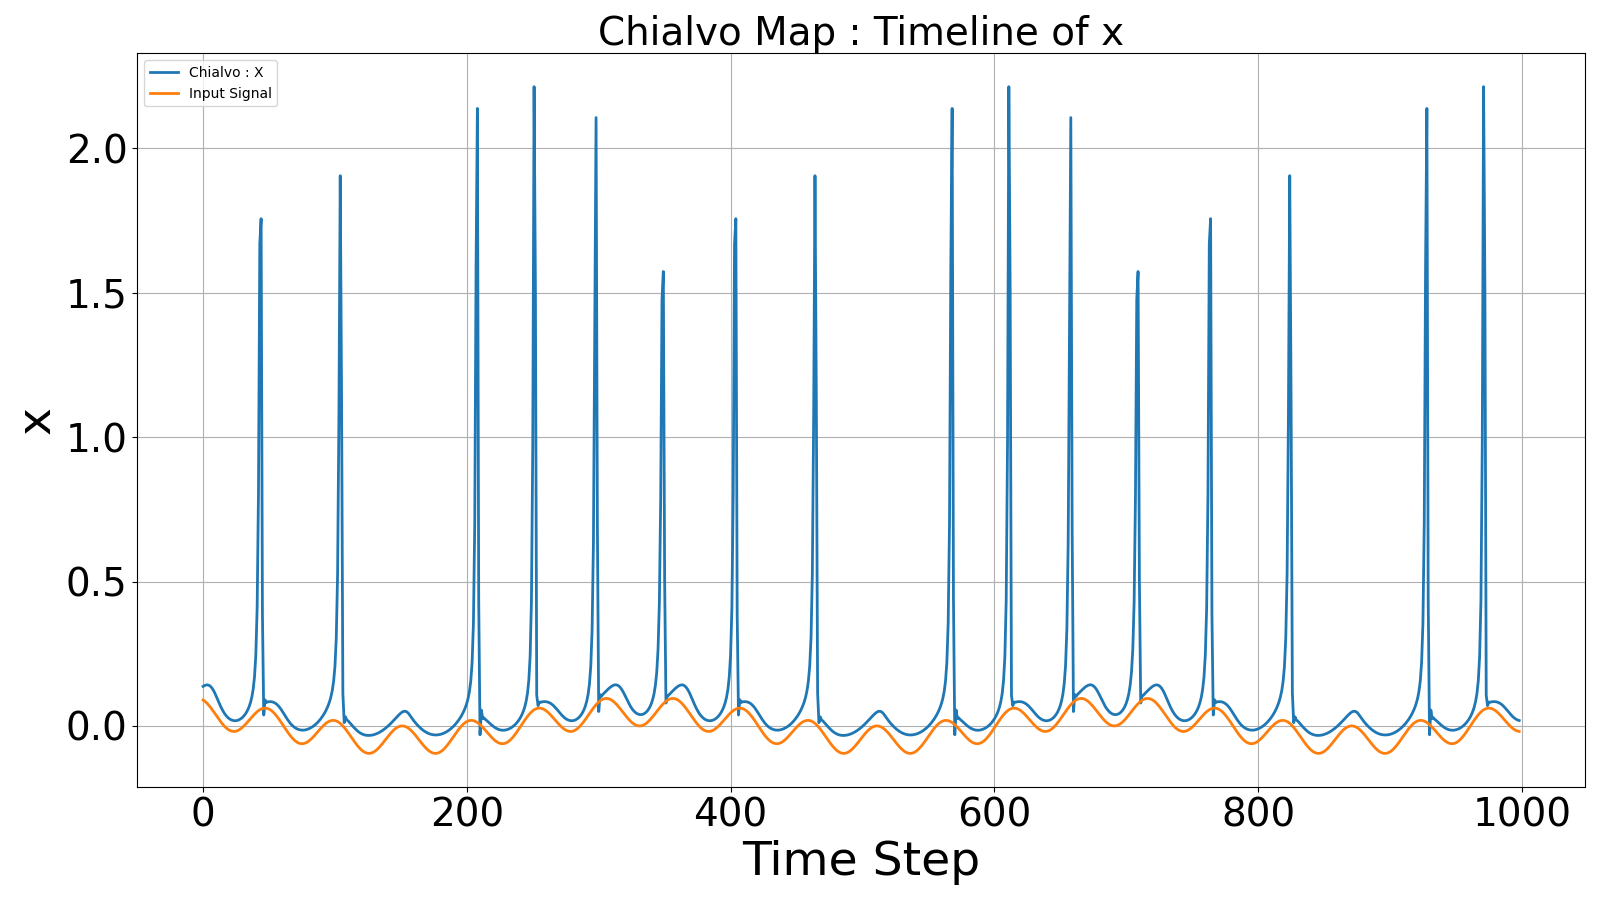 Chialvo Map : Timeline of x
Chialvo : X
Input Signal
2.0
1.5
1.0
0.5
0.0
x
0 200 400 600 800 1000
Time Step